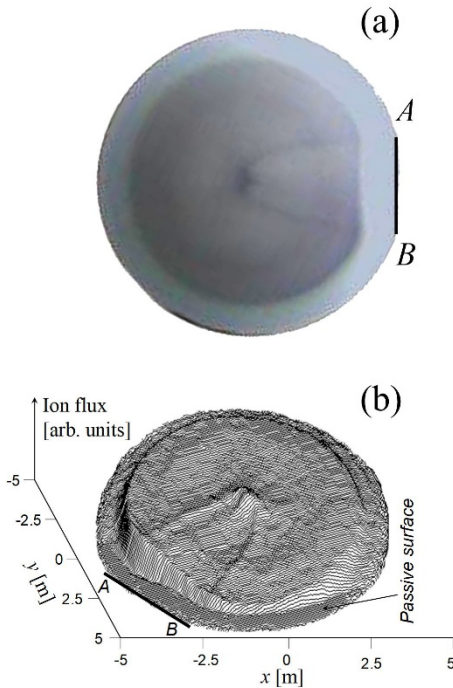 (a)
A
B
(b)
Ion flux
[arb. units]
-5
-2.5
0
2.5
5
y [m]
A
B
Passive surface
-5
-2.5
0
2.5
5
x [m]